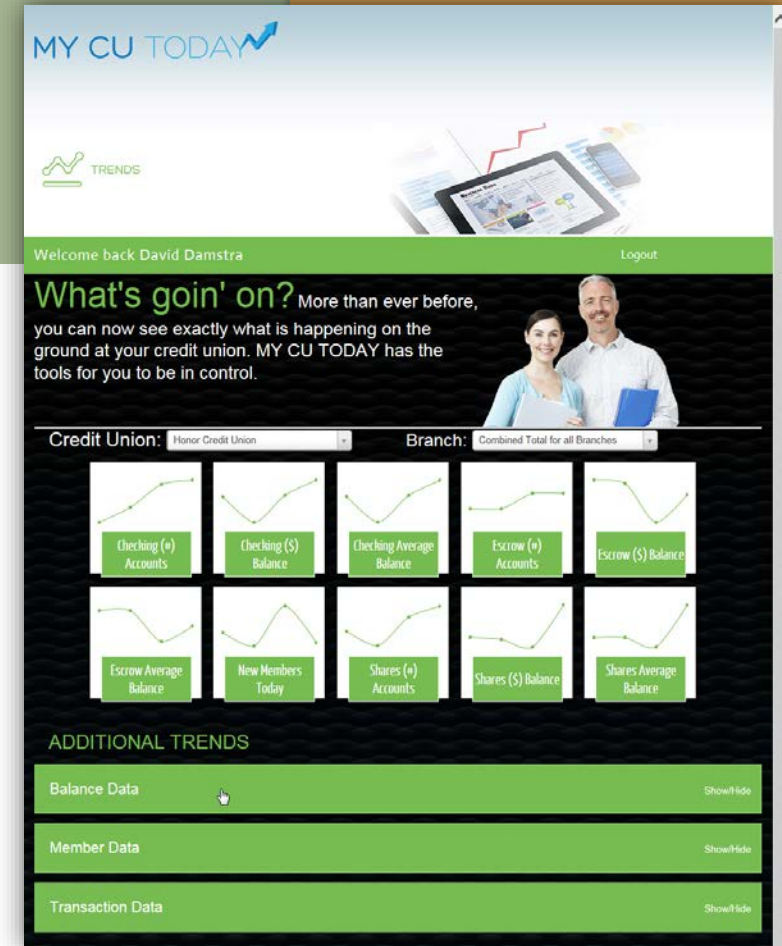 MY CU TODAY
TRENDS
Welcome back David Damstra
Logout
What's goin' on? More than ever before,
you can now see exactly what is happening on the
ground at your credit union. MY CU TODAY has the
tools for you to be in control.
Credit Union: Honor Credit Union
Branch: Combined Total for all Branches
Checking (#)
Accounts
Checking ($)
Balance
Checking Average
Balance
Escrow (#)
Accounts
Escrow ($) Balance
Escrow Average
Balance
New Members
Today
Shares (#)
Accounts
Shares ($) Balance
Shares Average
Balance
ADDITIONAL TRENDS
Balance Data
Show/Hide
Member Data
Show/Hide
Transaction Data
Show/Hide